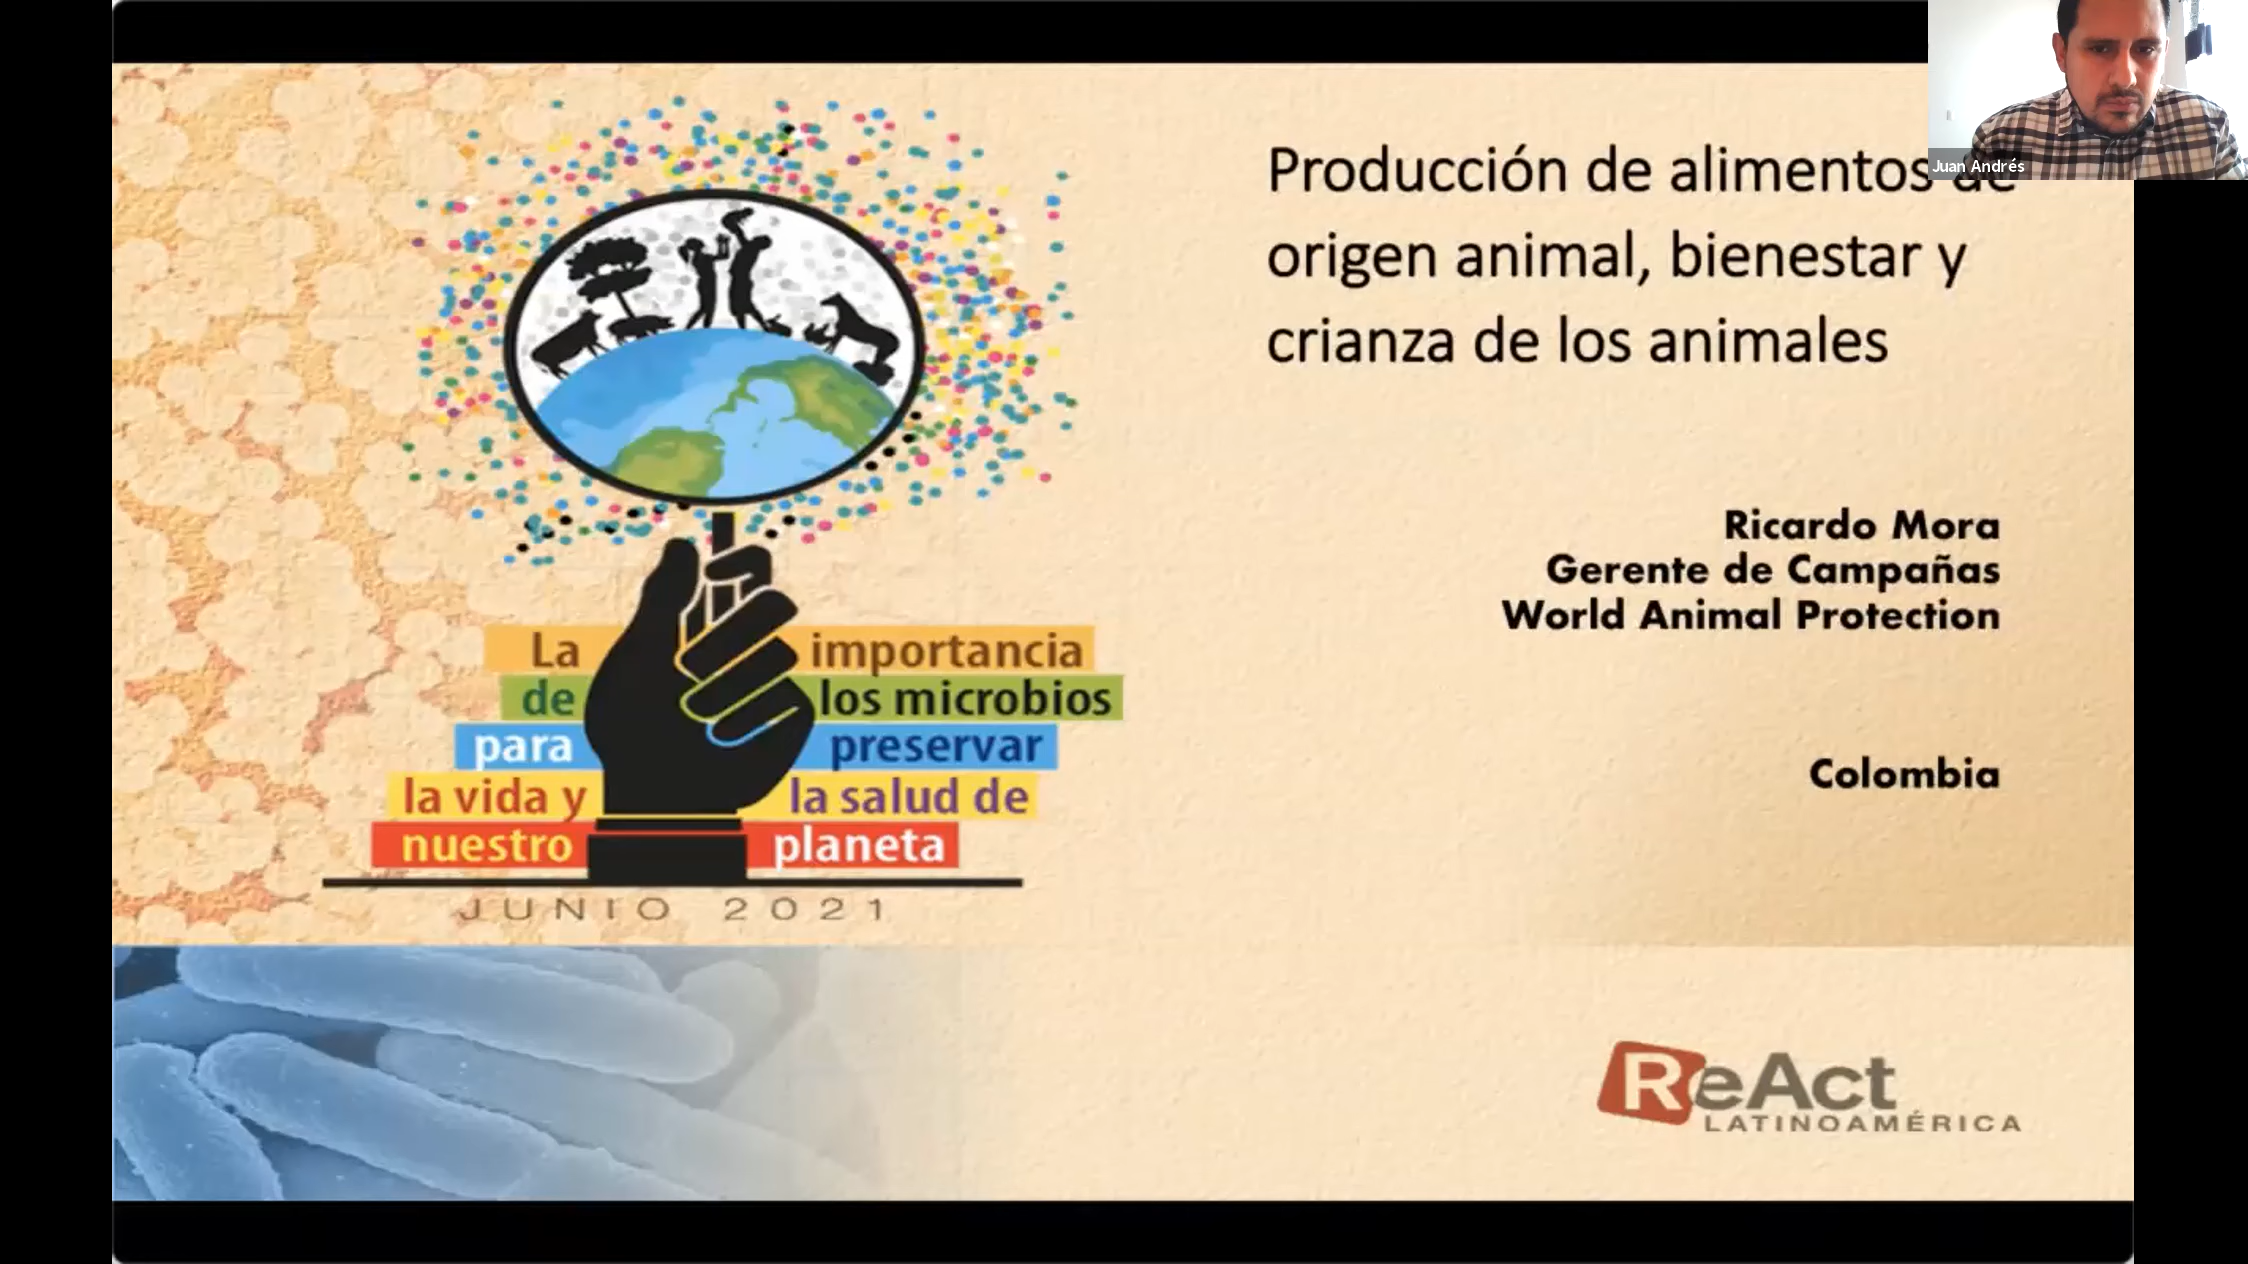 Juan Andrés
Producción de alimentos de
origen animal, bienestar y
crianza de los animales
Ricardo Mora
Gerente de Campañas
World Animal Protection
Colombia
La importancia
de los microbios
para preservar
la vida y la salud de
nuestro planeta
JUNIO 2021
ReAct
LATINOAMÉRICA